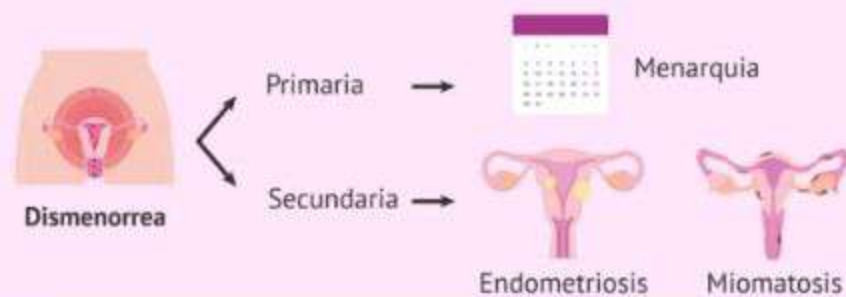 Primaria
Menarquia
Dismenorrea
Secundaria
Endometriosis
Miomatosis